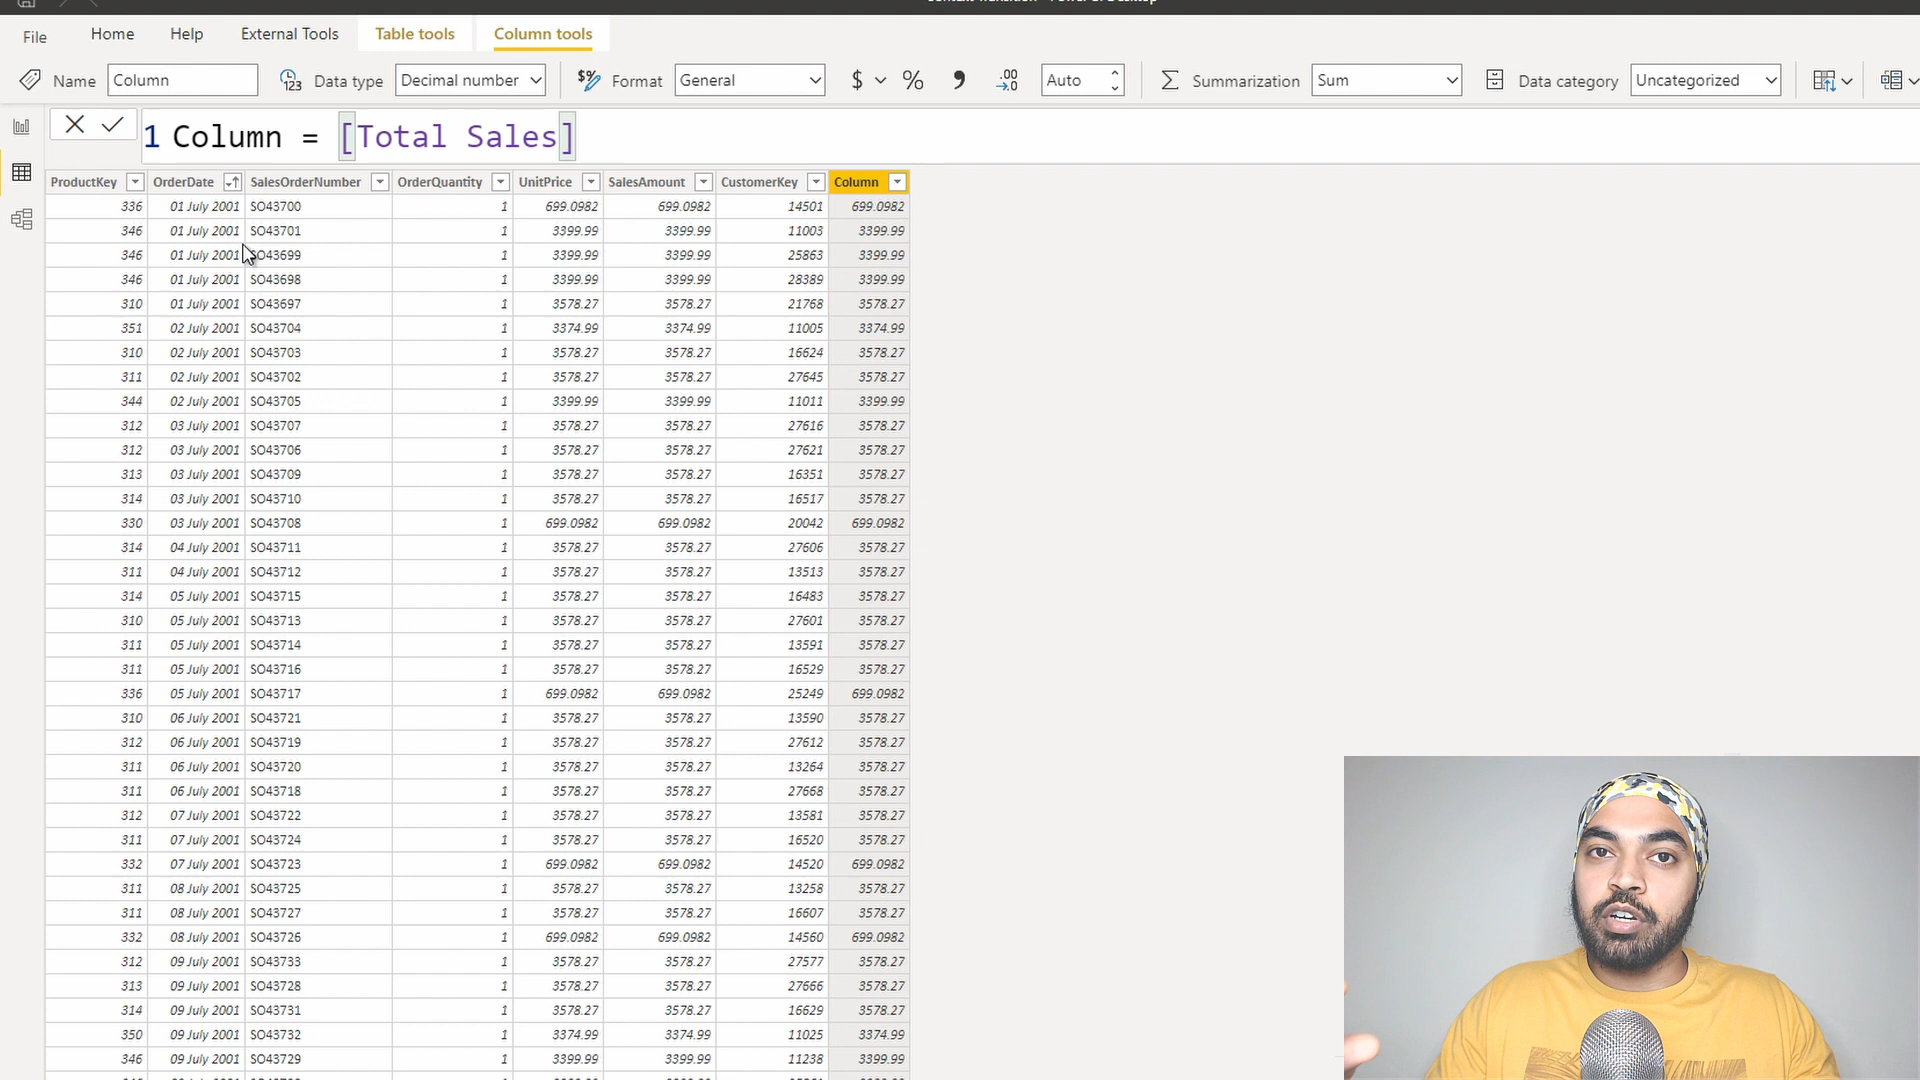 File Home Help External Tools Table tools Column tools
Name Column Data type Decimal number Format General $ % , .00 Auto Summarization Sum Data category Uncategorized
1 Column = [Total Sales]
ProductKey OrderDate SalesOrderNumber OrderQuantity UnitPrice SalesAmount CustomerKey Column
336 01 July 2001 SO43700 1 699.0982 699.0982 14501 699.0982
346 01 July 2001 SO43701 1 3399.99 3399.99 11003 3399.99
346 01 July 2001 SO43699 1 3399.99 3399.99 25863 3399.99
346 01 July 2001 SO43698 1 3399.99 3399.99 28389 3399.99
310 01 July 2001 SO43697 1 3578.27 3578.27 21768 3578.27
351 02 July 2001 SO43704 1 3374.99 3374.99 11005 3374.99
310 02 July 2001 SO43703 1 3578.27 3578.27 16624 3578.27
311 02 July 2001 SO43702 1 3578.27 3578.27 27645 3578.27
344 02 July 2001 SO43705 1 3399.99 3399.99 11011 3399.99
312 03 July 2001 SO43707 1 3578.27 3578.27 27616 3578.27
312 03 July 2001 SO43706 1 3578.27 3578.27 27621 3578.27
313 03 July 2001 SO43709 1 3578.27 3578.27 16351 3578.27
314 03 July 2001 SO43710 1 3578.27 3578.27 16517 3578.27
330 03 July 2001 SO43708 1 699.0982 699.0982 20042 699.0982
314 04 July 2001 SO43711 1 3578.27 3578.27 27606 3578.27
311 04 July 2001 SO43712 1 3578.27 3578.27 13513 3578.27
314 05 July 2001 SO43715 1 3578.27 3578.27 16483 3578.27
310 05 July 2001 SO43713 1 3578.27 3578.27 27601 3578.27
311 05 July 2001 SO43714 1 3578.27 3578.27 13591 3578.27
311 05 July 2001 SO43716 1 3578.27 3578.27 16529 3578.27
336 05 July 2001 SO43717 1 699.0982 699.0982 25249 699.0982
310 06 July 2001 SO43721 1 3578.27 3578.27 13590 3578.27
312 06 July 2001 SO43719 1 3578.27 3578.27 27612 3578.27
311 06 July 2001 SO43720 1 3578.27 3578.27 13264 3578.27
311 06 July 2001 SO43718 1 3578.27 3578.27 27668 3578.27
312 07 July 2001 SO43722 1 3578.27 3578.27 13581 3578.27
311 07 July 2001 SO43724 1 3578.27 3578.27 16520 3578.27
332 07 July 2001 SO43723 1 699.0982 699.0982 14520 699.0982
311 08 July 2001 SO43725 1 3578.27 3578.27 13258 3578.27
311 08 July 2001 SO43727 1 3578.27 3578.27 16607 3578.27
332 08 July 2001 SO43726 1 699.0982 699.0982 14560 699.0982
312 09 July 2001 SO43733 1 3578.27 3578.27 27577 3578.27
313 09 July 2001 SO43728 1 3578.27 3578.27 27666 3578.27
314 09 July 2001 SO43731 1 3578.27 3578.27 16629 3578.27
350 09 July 2001 SO43732 1 3374.99 3374.99 11025 3374.99
346 09 July 2001 SO43729 1 3399.99 3399.99 11238 3399.99